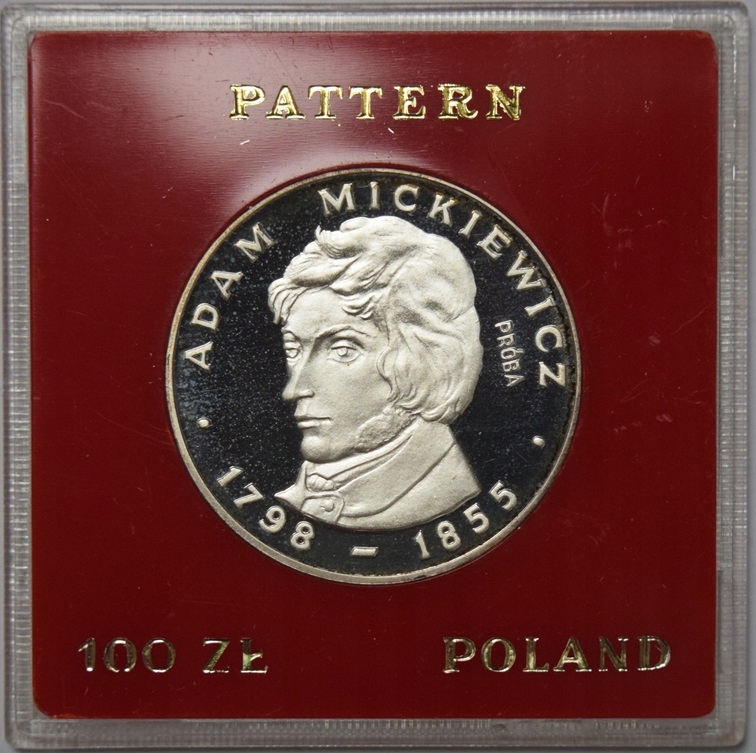 PATTERN
ADAM MICKIEWICZ
PRÓBA
1798 – 1855
100 ZŁ POLAND